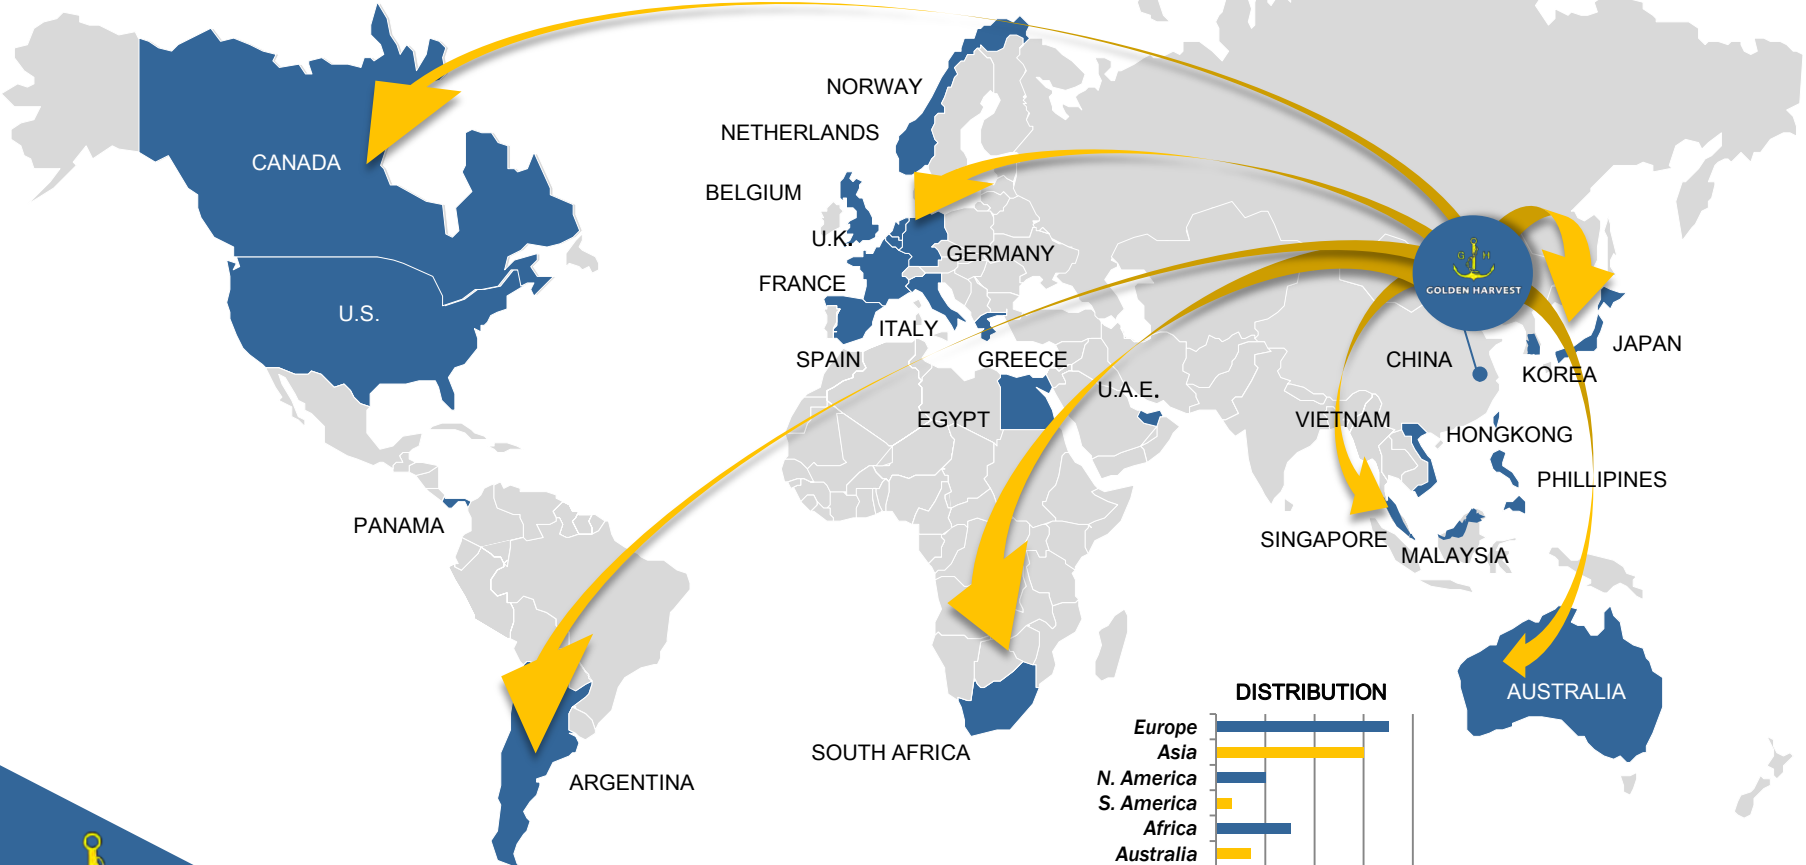 NORWAY
NETHERLANDS
CANADA
BELGIUM
U.K.
GERMANY
FRANCE
G H
GOLDEN HARVEST
U.S.
ITALY
JAPAN
SPAIN
GREECE
CHINA
KOREA
U.A.E.
EGYPT
VIETNAM
HONGKONG
PHILLIPINES
PANAMA
SINGAPORE
MALAYSIA
AUSTRALIA
SOUTH AFRICA
ARGENTINA
DISTRIBUTION
Europe
Asia
N. America
S. America
Africa
Australia